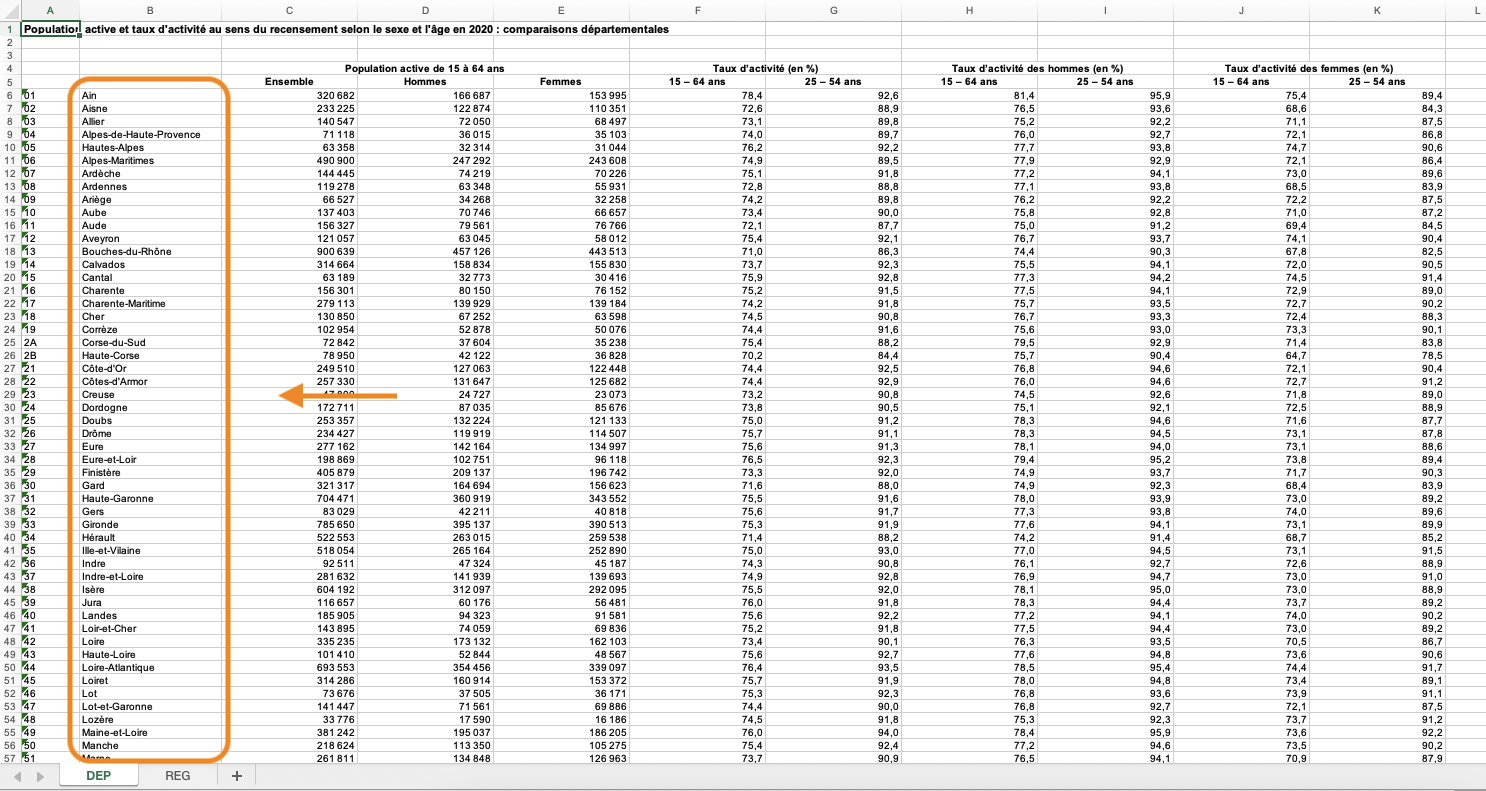 A B C D E F G H I J K L
1 Population active et taux d'activité au sens du recensement selon le sexe et l'âge en 2020 : comparaisons départementales
2
3
4 Population active de 15 à 64 ans Taux d'activité (en %) Taux d'activité des hommes (en %) Taux d'activité des femmes (en %)
5 Ensemble Hommes Femmes 15 – 64 ans 25 – 54 ans 15 – 64 ans 25 – 54 ans 15 – 64 ans 25 – 54 ans
6 01 Ain 320 682 166 687 153 995 78,4 92,6 81,4 95,9 75,4 89,4
7 02 Aisne 233 225 122 874 110 351 72,6 88,9 76,5 93,6 68,6 84,3
8 03 Allier 140 547 72 050 68 497 73,1 89,8 75,2 92,2 71,1 87,5
9 04 Alpes-de-Haute-Provence 71 118 36 015 35 103 74,0 89,7 76,0 92,7 72,1 86,8
10 05 Hautes-Alpes 63 358 32 314 31 044 76,2 92,2 77,7 93,8 74,7 90,6
11 06 Alpes-Maritimes 490 900 247 292 243 608 74,9 89,5 77,9 92,9 72,1 86,4
12 07 Ardèche 144 445 74 219 70 226 75,1 91,8 77,2 94,1 73,0 89,6
13 08 Ardennes 119 278 63 348 55 931 72,8 88,8 77,1 93,8 68,5 83,9
14 09 Ariège 66 527 34 268 32 258 74,2 89,8 76,2 92,2 72,2 87,5
15 10 Aube 137 403 70 746 66 657 73,4 90,0 75,8 92,8 71,0 87,2
16 11 Aude 156 327 79 561 76 766 72,1 87,7 75,0 91,2 69,4 84,5
17 12 Aveyron 121 057 63 045 58 012 75,4 92,1 76,7 93,7 74,1 90,4
18 13 Bouches-du-Rhône 900 639 457 126 443 513 71,0 86,3 74,4 90,3 67,8 82,5
19 14 Calvados 314 664 158 834 155 830 73,7 92,3 75,5 94,1 72,0 90,5
20 15 Cantal 63 189 32 773 30 416 75,9 92,8 77,3 94,2 74,5 91,4
21 16 Charente 156 301 80 150 76 152 75,2 91,5 77,5 94,1 72,9 89,0
22 17 Charente-Maritime 279 113 139 929 139 184 74,2 91,8 75,7 93,5 72,7 90,2
23 18 Cher 130 850 67 252 63 598 74,5 90,8 76,7 93,3 72,4 88,3
24 19 Corrèze 102 954 52 878 50 076 74,4 91,6 75,6 93,0 73,3 90,1
25 2A Corse-du-Sud 72 842 37 604 35 238 75,4 88,2 79,5 92,9 71,4 83,8
26 2B Haute-Corse 78 950 42 122 36 828 70,2 84,4 75,7 90,4 64,7 78,5
27 21 Côte-d'Or 249 510 127 063 122 448 74,4 92,5 76,8 94,6 72,1 90,4
28 22 Côtes-d'Armor 257 330 131 647 125 682 74,4 92,9 76,0 94,6 72,7 91,2
29 23 Creuse 24 727 23 073 73,2 90,8 74,5 92,6 71,8 89,0
30 24 Dordogne 172 711 87 035 85 676 73,8 90,5 75,1 92,1 72,5 88,9
31 25 Doubs 253 357 132 224 121 133 75,0 91,2 78,3 94,6 71,6 87,7
32 26 Drôme 234 427 119 919 114 507 75,7 91,1 78,3 94,5 73,1 87,8
33 27 Eure 277 162 142 164 134 997 75,6 91,3 78,1 94,0 73,1 88,6
34 28 Eure-et-Loir 198 869 102 751 96 118 76,5 92,3 79,4 95,2 73,8 89,4
35 29 Finistère 405 879 209 137 196 742 73,3 92,0 74,9 93,7 71,7 90,3
36 30 Gard 321 317 164 694 156 623 71,6 88,0 74,9 92,3 68,4 83,9
37 31 Haute-Garonne 704 471 360 919 343 552 75,5 91,6 78,0 93,9 73,0 89,2
38 32 Gers 83 029 42 211 40 818 75,6 91,7 77,3 93,8 74,0 89,6
39 33 Gironde 785 650 395 137 390 513 75,3 91,9 77,6 94,1 73,1 89,9
40 34 Hérault 522 553 263 015 259 538 71,4 88,2 74,2 91,4 68,7 85,2
41 35 Ille-et-Vilaine 518 054 265 164 252 890 75,0 93,0 77,0 94,5 73,1 91,5
42 36 Indre 92 511 47 324 45 187 74,3 90,8 76,1 92,7 72,6 88,9
43 37 Indre-et-Loire 281 632 141 939 139 693 74,9 92,8 76,9 94,7 73,0 91,0
44 38 Isère 604 192 312 097 292 095 75,5 92,0 78,1 95,0 73,0 88,9
45 39 Jura 116 657 60 176 56 481 76,0 91,8 78,3 94,4 73,7 89,2
46 40 Landes 185 905 94 323 91 581 75,6 92,2 77,2 94,1 74,0 90,2
47 41 Loir-et-Cher 143 895 74 059 69 836 75,2 91,8 77,5 94,4 73,0 89,2
48 42 Loire 335 235 173 132 162 103 73,4 90,1 76,3 93,5 70,5 86,7
49 43 Haute-Loire 101 410 52 844 48 567 75,6 92,7 77,6 94,8 73,6 90,6
50 44 Loire-Atlantique 693 553 354 456 339 097 76,4 93,5 78,5 95,4 74,4 91,7
51 45 Loiret 314 286 160 914 153 372 75,7 91,9 78,0 94,8 73,4 89,1
52 46 Lot 73 676 37 505 36 171 75,3 92,3 76,8 93,6 73,9 91,1
53 47 Lot-et-Garonne 141 447 71 561 69 886 74,4 90,0 76,8 92,7 72,1 87,5
54 48 Lozère 33 776 17 590 16 186 74,5 91,8 75,3 92,3 73,7 91,2
55 49 Maine-et-Loire 381 242 195 037 186 205 76,0 94,0 78,4 95,9 73,6 92,2
56 50 Manche 218 624 113 350 105 275 75,4 92,4 77,2 94,6 73,5 90,2
57 51 Marne 261 811 134 848 126 963 73,7 90,9 76,5 94,1 70,9 87,9
DEP REG +